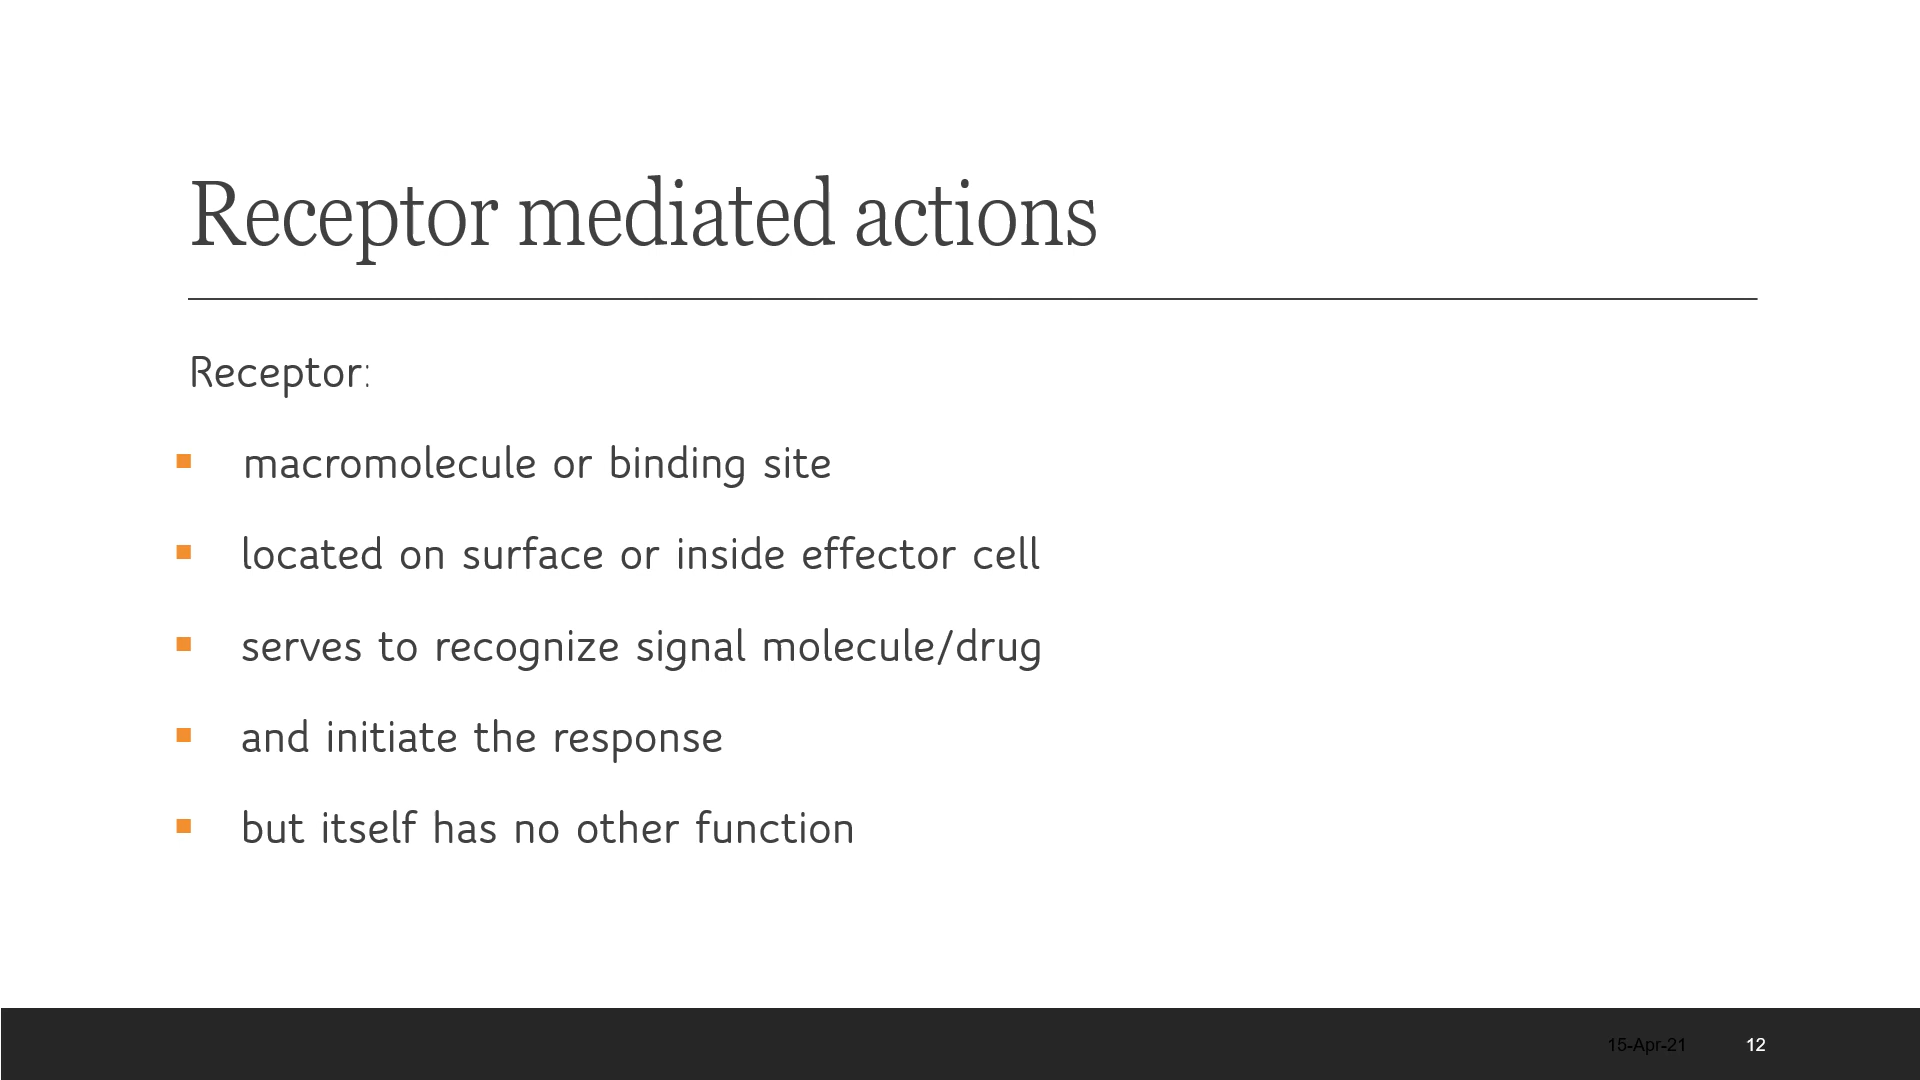 Receptor mediated actions
Receptor:
▪ macromolecule or binding site
▪ located on surface or inside effector cell
▪ serves to recognize signal molecule/drug
▪ and initiate the response
▪ but itself has no other function
15-Apr-21 12